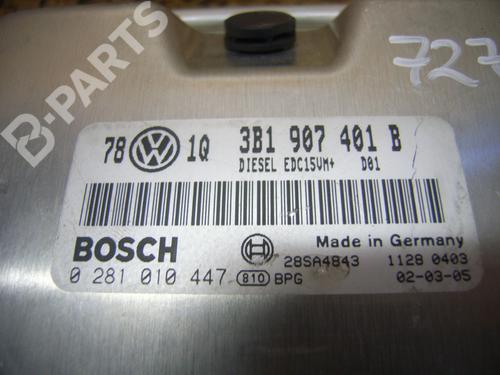 B-PARTS
727
78 VW 1Q 3B1 907 401 B
DIESEL EDC15VM+ D01
BOSCH
Made in Germany
28SA4843 1128 0403
0 281 010 447 810 BPG 02-03-05